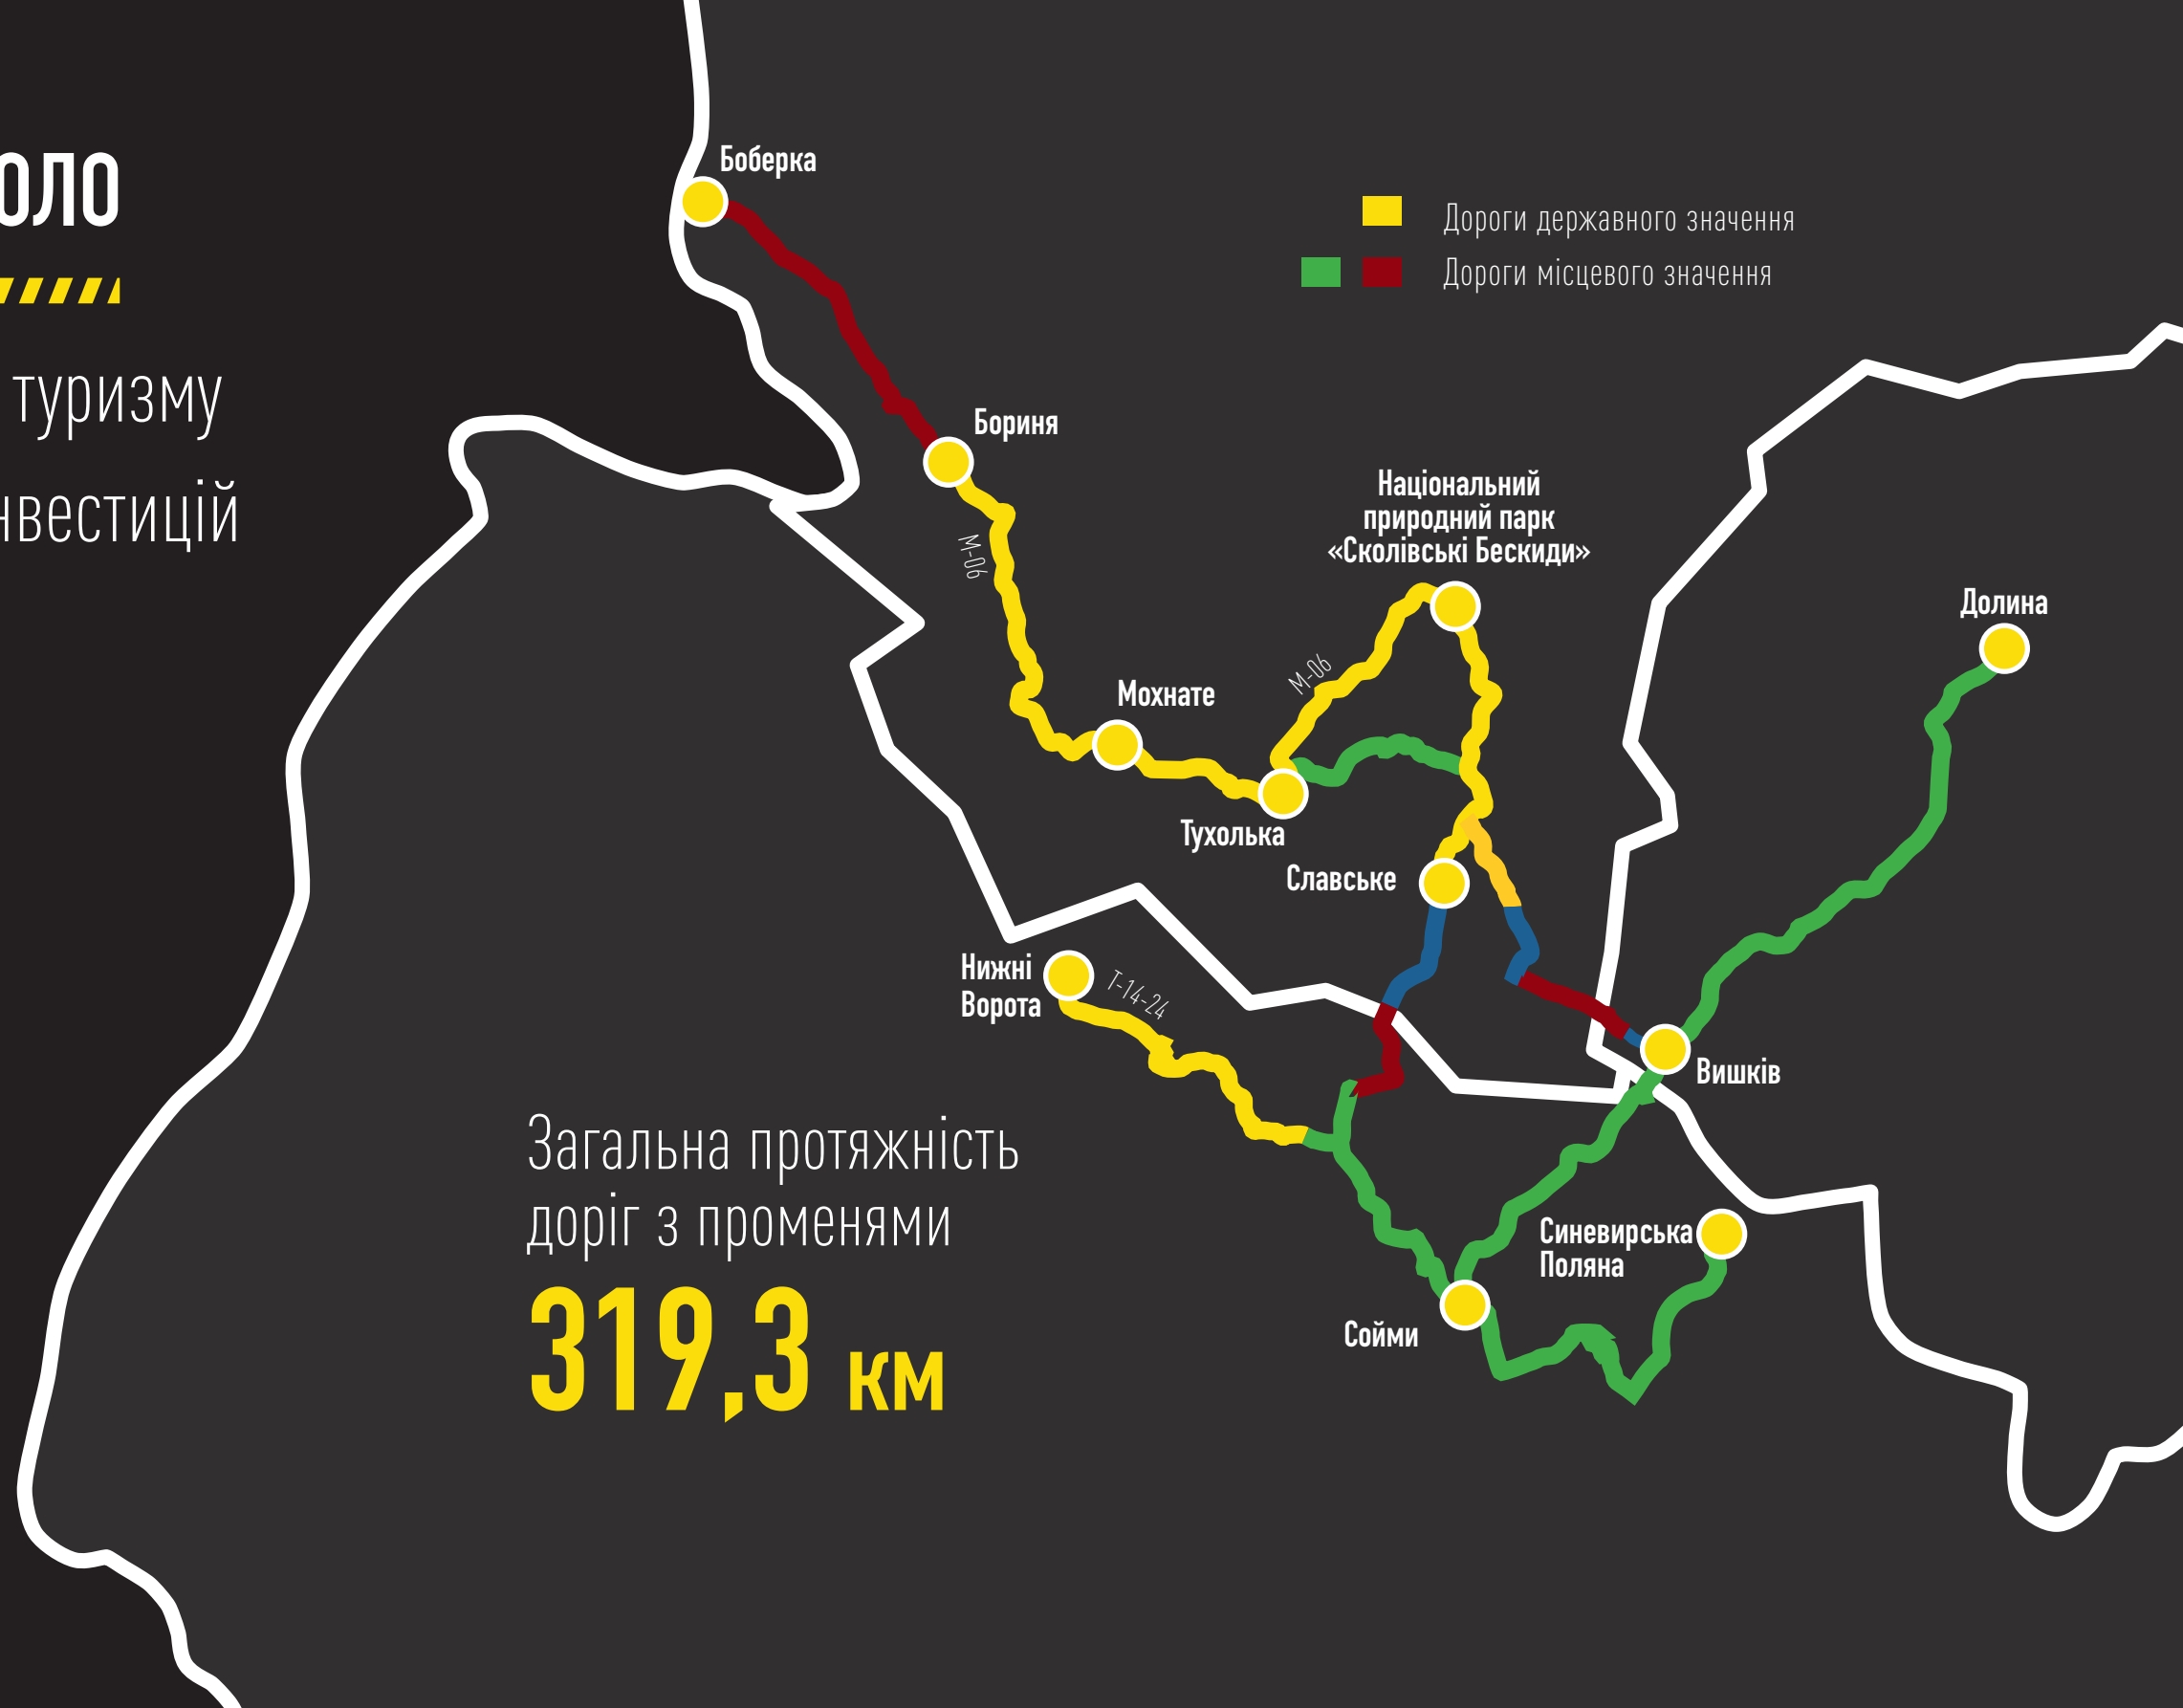 ОЛО
туризму
нвестицій
Боберка
Дороги державного значення
Дороги місцевого значення
Бориня
М-06
Національний
природний парк
«Сколівські Бескиди»
Долина
М-06
Мохнате
Тухолька
Славське
Нижні
Ворота
Т-14-24
Вишків
Загальна протяжність
доріг з променями
319,3 км
Синевирська
Поляна
Сойми